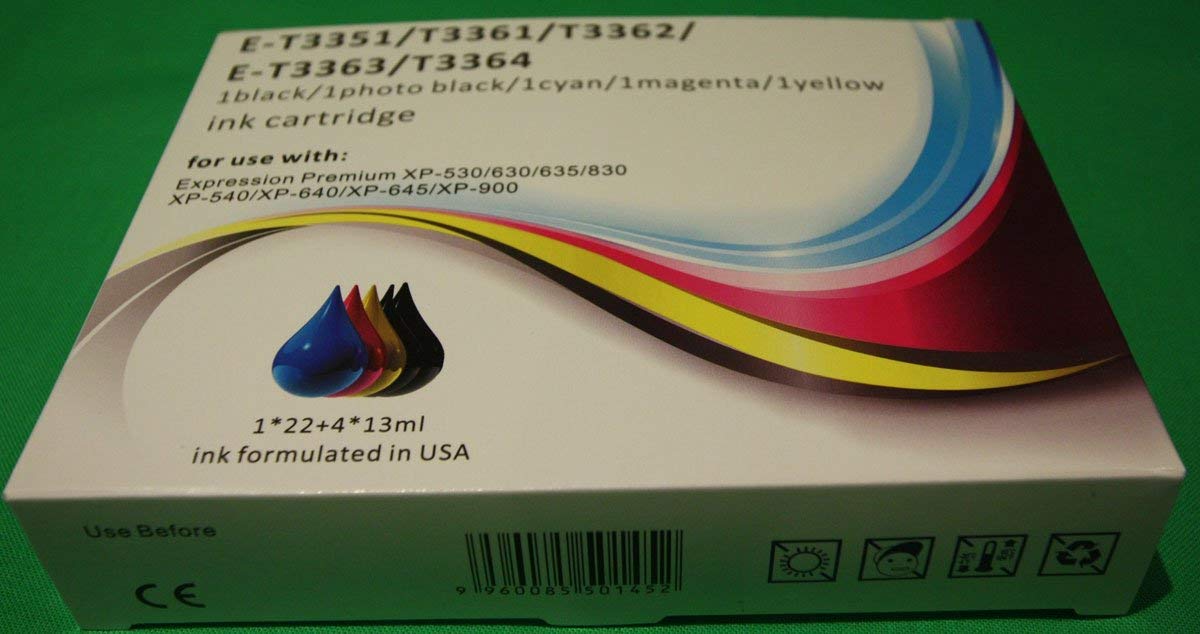 E-T3351/T3361/T3362/
E-T3363/T3364
1black/1photo black/1cyan/1magenta/1yellow
ink cartridge
for use with:
Expression Premium XP-530/630/635/830
XP-540/XP-640/XP-645/XP-900
1*22+4*13ml
ink formulated in USA
Use Before
CE
9 960085 501452